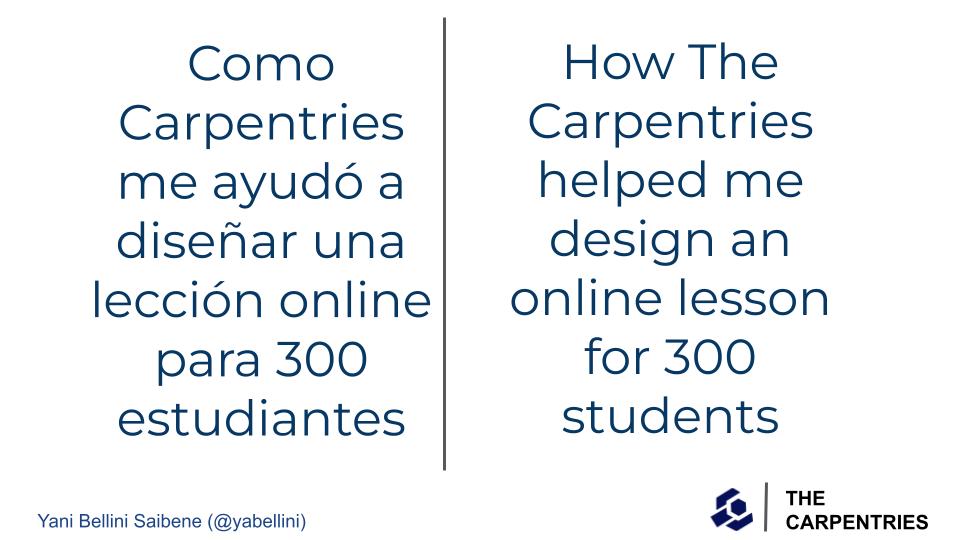 Como
Carpentries
me ayudó a
diseñar una
lección online
para 300
estudiantes
How The
Carpentries
helped me
design an
online lesson
for 300
students
Yani Bellini Saibene (@yabellini)
THE
CARPENTRIES